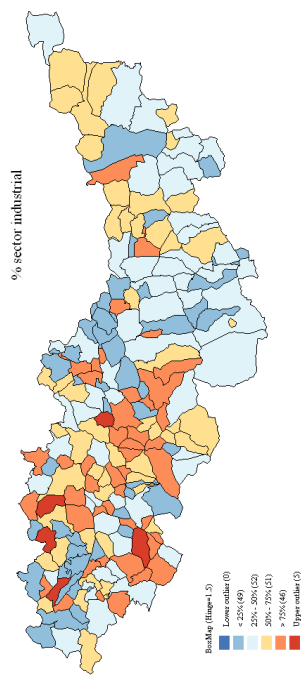 % sector industrial
BoxMap (Hinge=1.5)
Lower outlier (0)
< 25% (49)
25% - 50% (52)
50% - 75% (51)
> 75% (46)
Upper outlier (5)